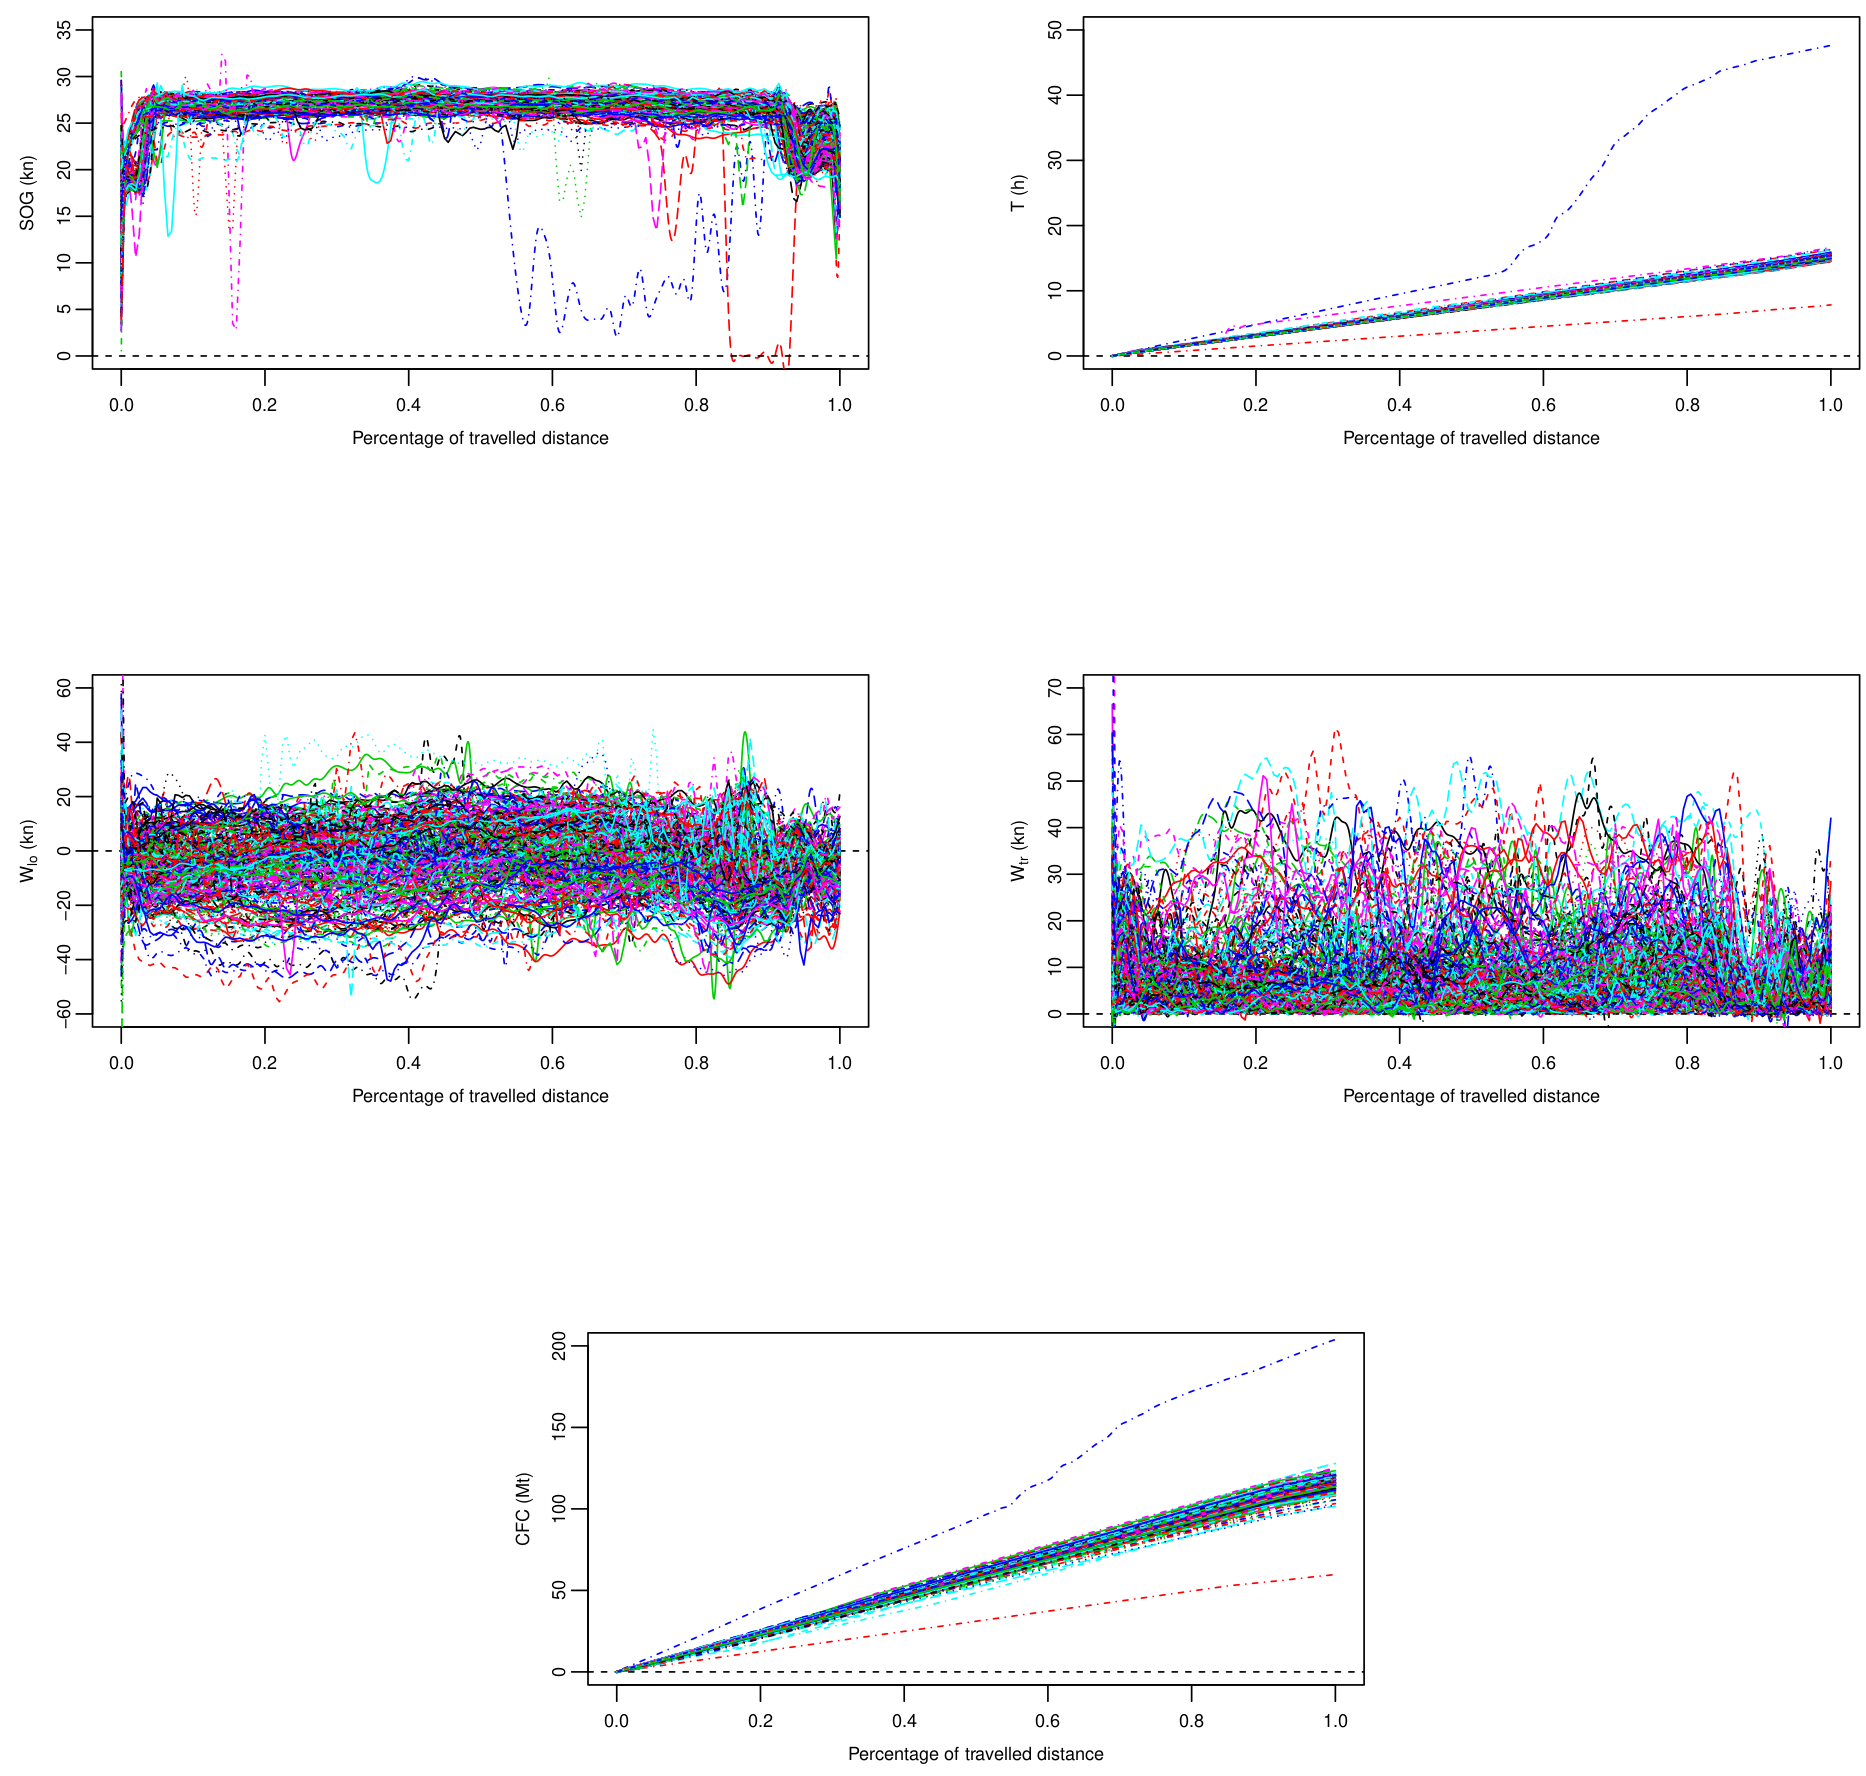 SOG (kn)
35
30
25
20
15
10
5
0
0.0 0.2 0.4 0.6 0.8 1.0
Percentage of travelled distance
T (h)
50
40
30
20
10
0
0.0 0.2 0.4 0.6 0.8 1.0
Percentage of travelled distance
Wlo (kn)
60
40
20
0
−20
−40
−60
0.0 0.2 0.4 0.6 0.8 1.0
Percentage of travelled distance
Wtr (kn)
70
60
50
40
30
20
10
0
0.0 0.2 0.4 0.6 0.8 1.0
Percentage of travelled distance
CFC (Mt)
200
150
100
50
0
0.0 0.2 0.4 0.6 0.8 1.0
Percentage of travelled distance